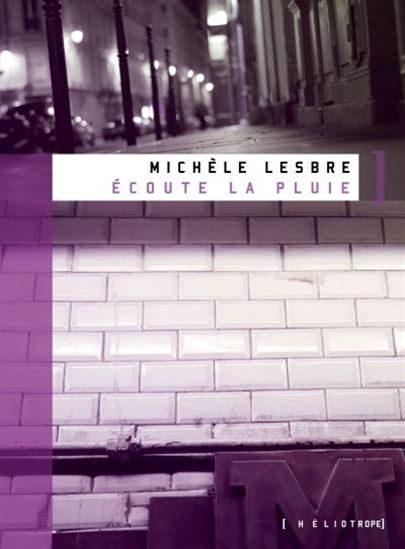 MICHÈLE LESBRE
ÉCOUTE LA PLUIE
M
[ HÉLIOTROPE]